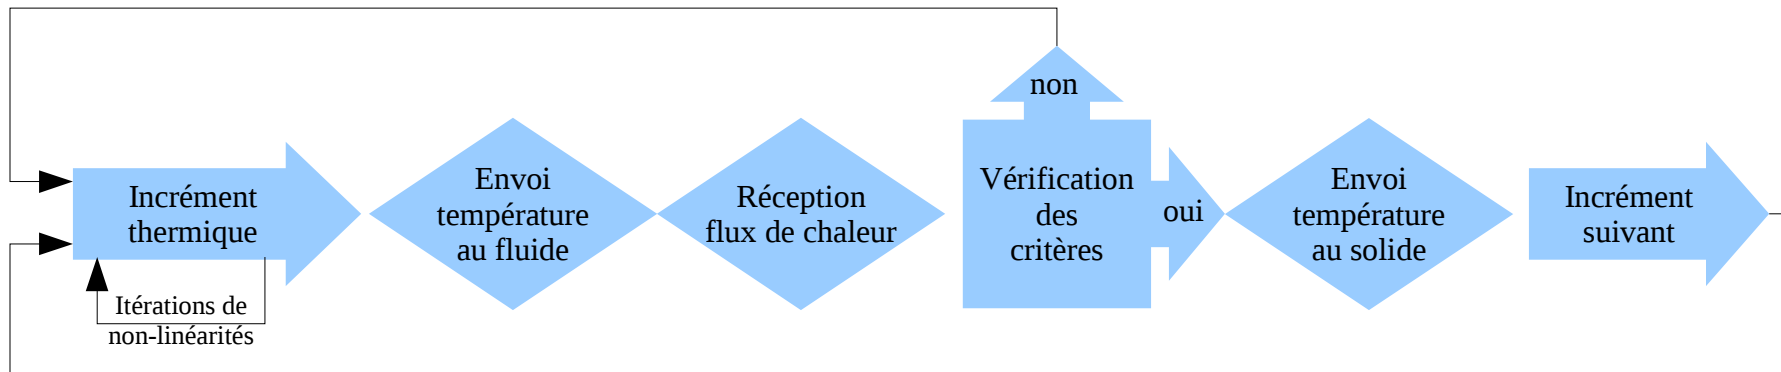 Incrément
thermique
Itérations de
non-linéarités
Envoi
température
au fluide
Réception
flux de chaleur
non
Vérification
des
critères
oui
Envoi
température
au solide
Incrément
suivant